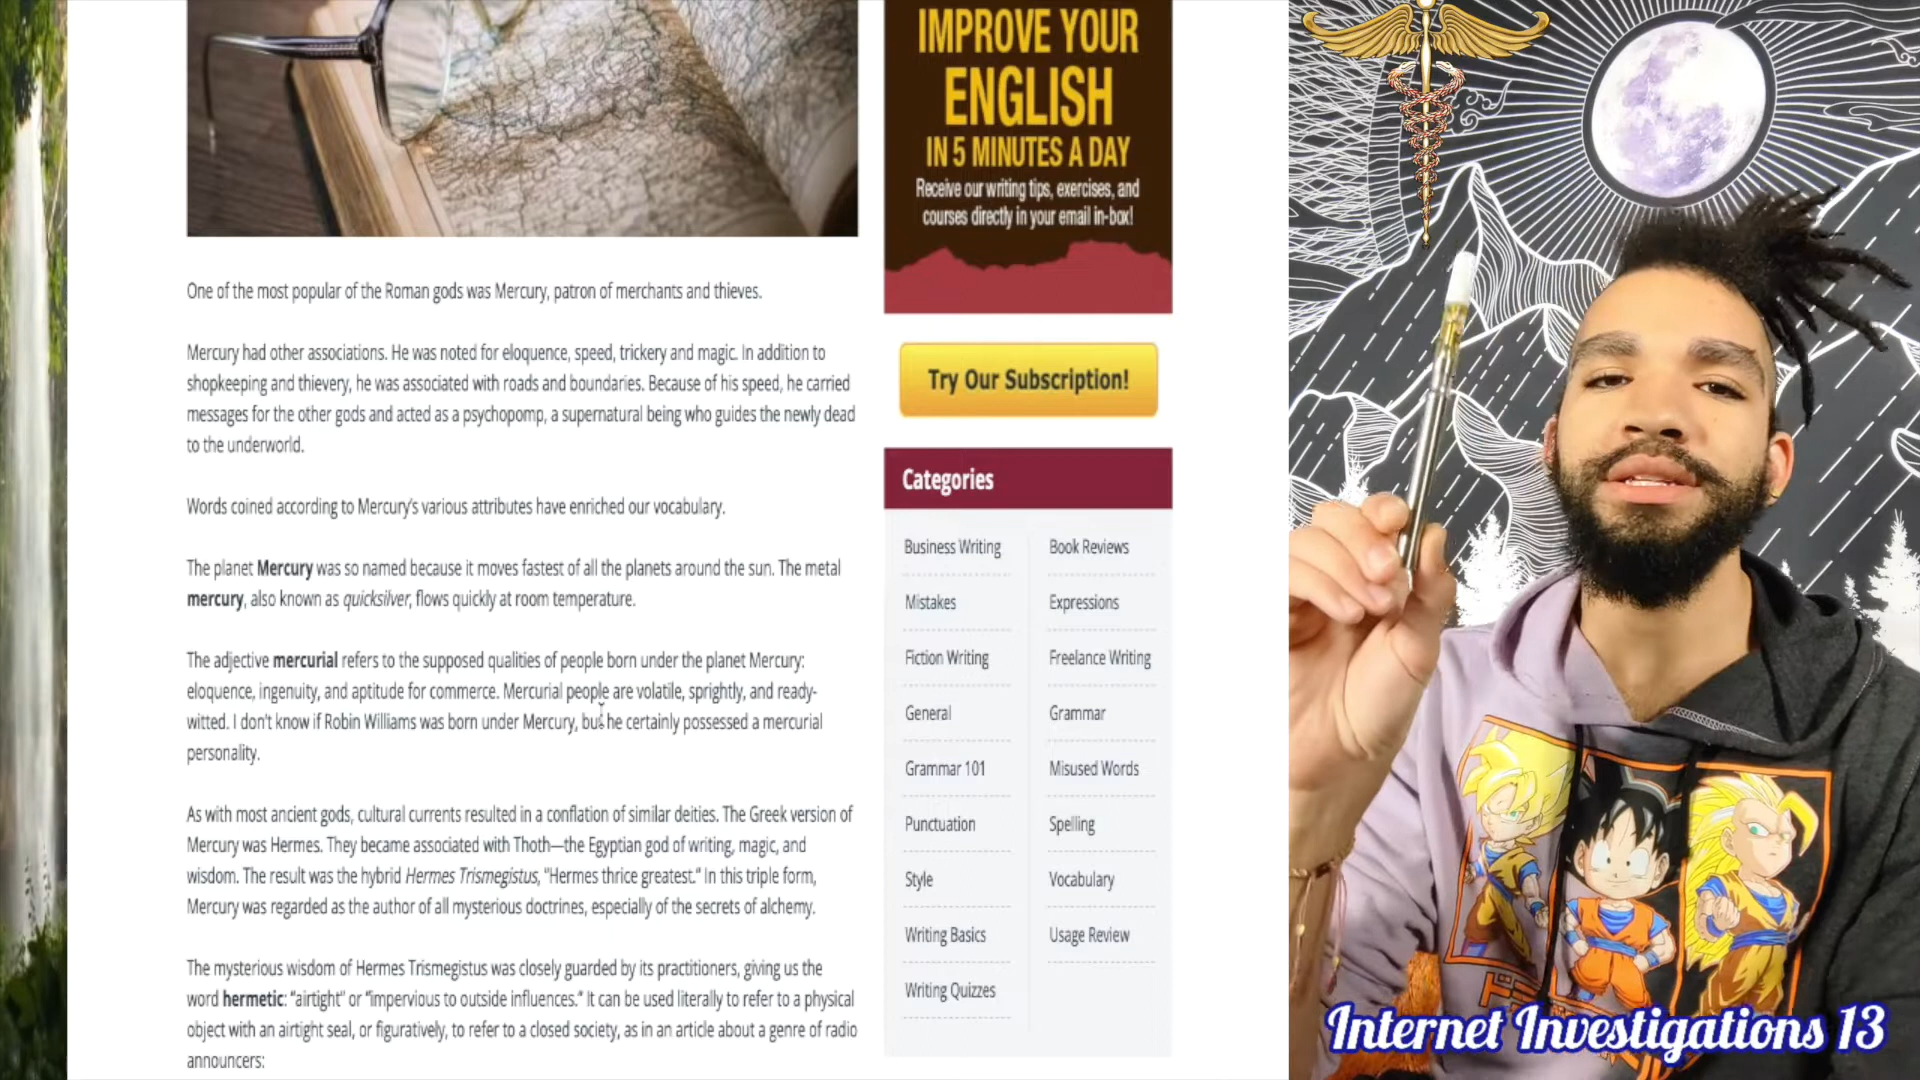 IMPROVE YOUR
ENGLISH
IN 5 MINUTES A DAY
Receive our writing tips, exercises, and
courses directly in your email in-box!
One of the most popular of the Roman gods was Mercury, patron of merchants and thieves.
Mercury had other associations. He was noted for eloquence, speed, trickery and magic. In addition to
shopkeeping and thievery, he was associated with roads and boundaries. Because of his speed, he carried
messages for the other gods and acted as a psychopomp, a supernatural being who guides the newly dead
to the underworld.
Words coined according to Mercury's various attributes have enriched our vocabulary.
The planet Mercury was so named because it moves fastest of all the planets around the sun. The metal
mercury, also known as quicksilver, flows quickly at room temperature.
The adjective mercurial refers to the supposed qualities of people born under the planet Mercury:
eloquence, ingenuity, and aptitude for commerce. Mercurial people are volatile, sprightly, and ready-
witted. I don't know if Robin Williams was born under Mercury, but he certainly possessed a mercurial
personality.
As with most ancient gods, cultural currents resulted in a conflation of similar deities. The Greek version of
Mercury was Hermes. They became associated with Thoth—the Egyptian god of writing, magic, and
wisdom. The result was the hybrid Hermes Trismegistus, "Hermes thrice greatest." In this triple form,
Mercury was regarded as the author of all mysterious doctrines, especially of the secrets of alchemy.
The mysterious wisdom of Hermes Trismegistus was closely guarded by its practitioners, giving us the
word hermetic: "airtight" or "impervious to outside influences." It can be used literally to refer to a physical
object with an airtight seal, or figuratively, to refer to a closed society, as in an article about a genre of radio
announcers:
Try Our Subscription!
Categories
Business Writing
Book Reviews
Mistakes
Expressions
Fiction Writing
Freelance Writing
General
Grammar
Grammar 101
Misused Words
Punctuation
Spelling
Style
Vocabulary
Writing Basics
Usage Review
Writing Quizzes
Internet Investigations 13